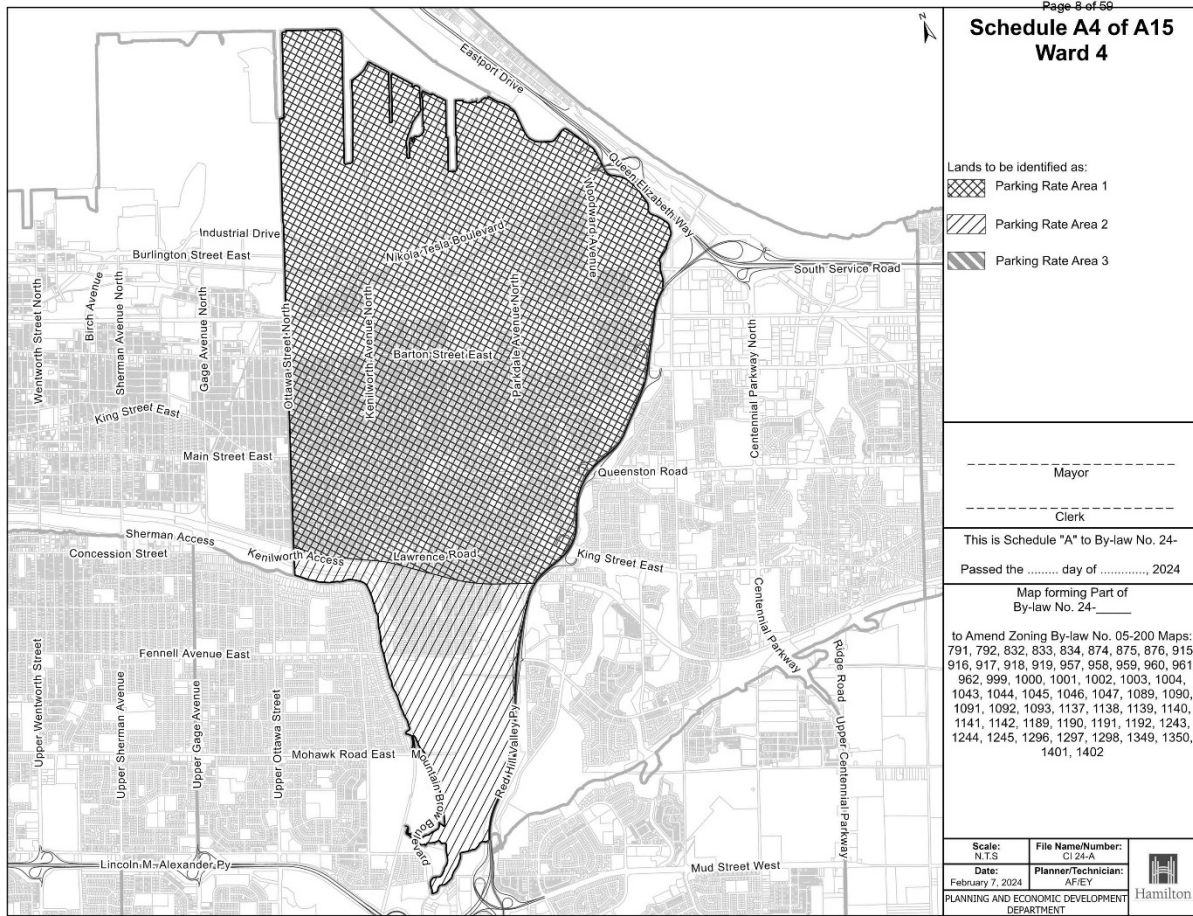 Page 8 of 59
Schedule A4 of A15
Ward 4
Lands to be identified as:
Parking Rate Area 1
Parking Rate Area 2
Parking Rate Area 3
Mayor
Clerk
This is Schedule "A" to By-law No. 24-
Passed the ......... day of ............., 2024
Map forming Part of
By-law No. 24-_____
to Amend Zoning By-law No. 05-200 Maps:
791, 792, 832, 833, 834, 874, 875, 876, 915
916, 917, 918, 919, 957, 958, 959, 960, 961
962, 999, 1000, 1001, 1002, 1003, 1004,
1043, 1044, 1045, 1046, 1047, 1089, 1090,
1091, 1092, 1093, 1137, 1138, 1139, 1140,
1141, 1142, 1189, 1190, 1191, 1192, 1243,
1244, 1245, 1296, 1297, 1298, 1349, 1350,
1401, 1402
Scale:
N.T.S
File Name/Number:
CI 24-A
Date:
February 7, 2024
Planner/Technician:
AF/EY
PLANNING AND ECONOMIC DEVELOPMENT
DEPARTMENT
Hamilton
N
Eastport Drive
Queen Elizabeth Way
Woodward Avenue
Industrial Drive
Nikola Tesla Boulevard
Burlington Street East
South Service Road
Wentworth Street North
Birch Avenue
Sherman Avenue North
Gage Avenue North
Ottawa Street North
Kenilworth Avenue North
Parkdale Avenue North
Centennial Parkway North
Barton Street East
King Street East
Main Street East
Queenston Road
Sherman Access
Concession Street
Kenilworth Access
Lawrence Road
King Street East
Centennial Parkway
Fennell Avenue East
Upper Wentworth Street
Upper Sherman Avenue
Upper Gage Avenue
Upper Ottawa Street
Ridge Road
Upper Centennial Parkway
Mohawk Road East
Mountain Brow Boulevard
Red Hill Valley Py
Lincoln M. Alexander Py
Mud Street West